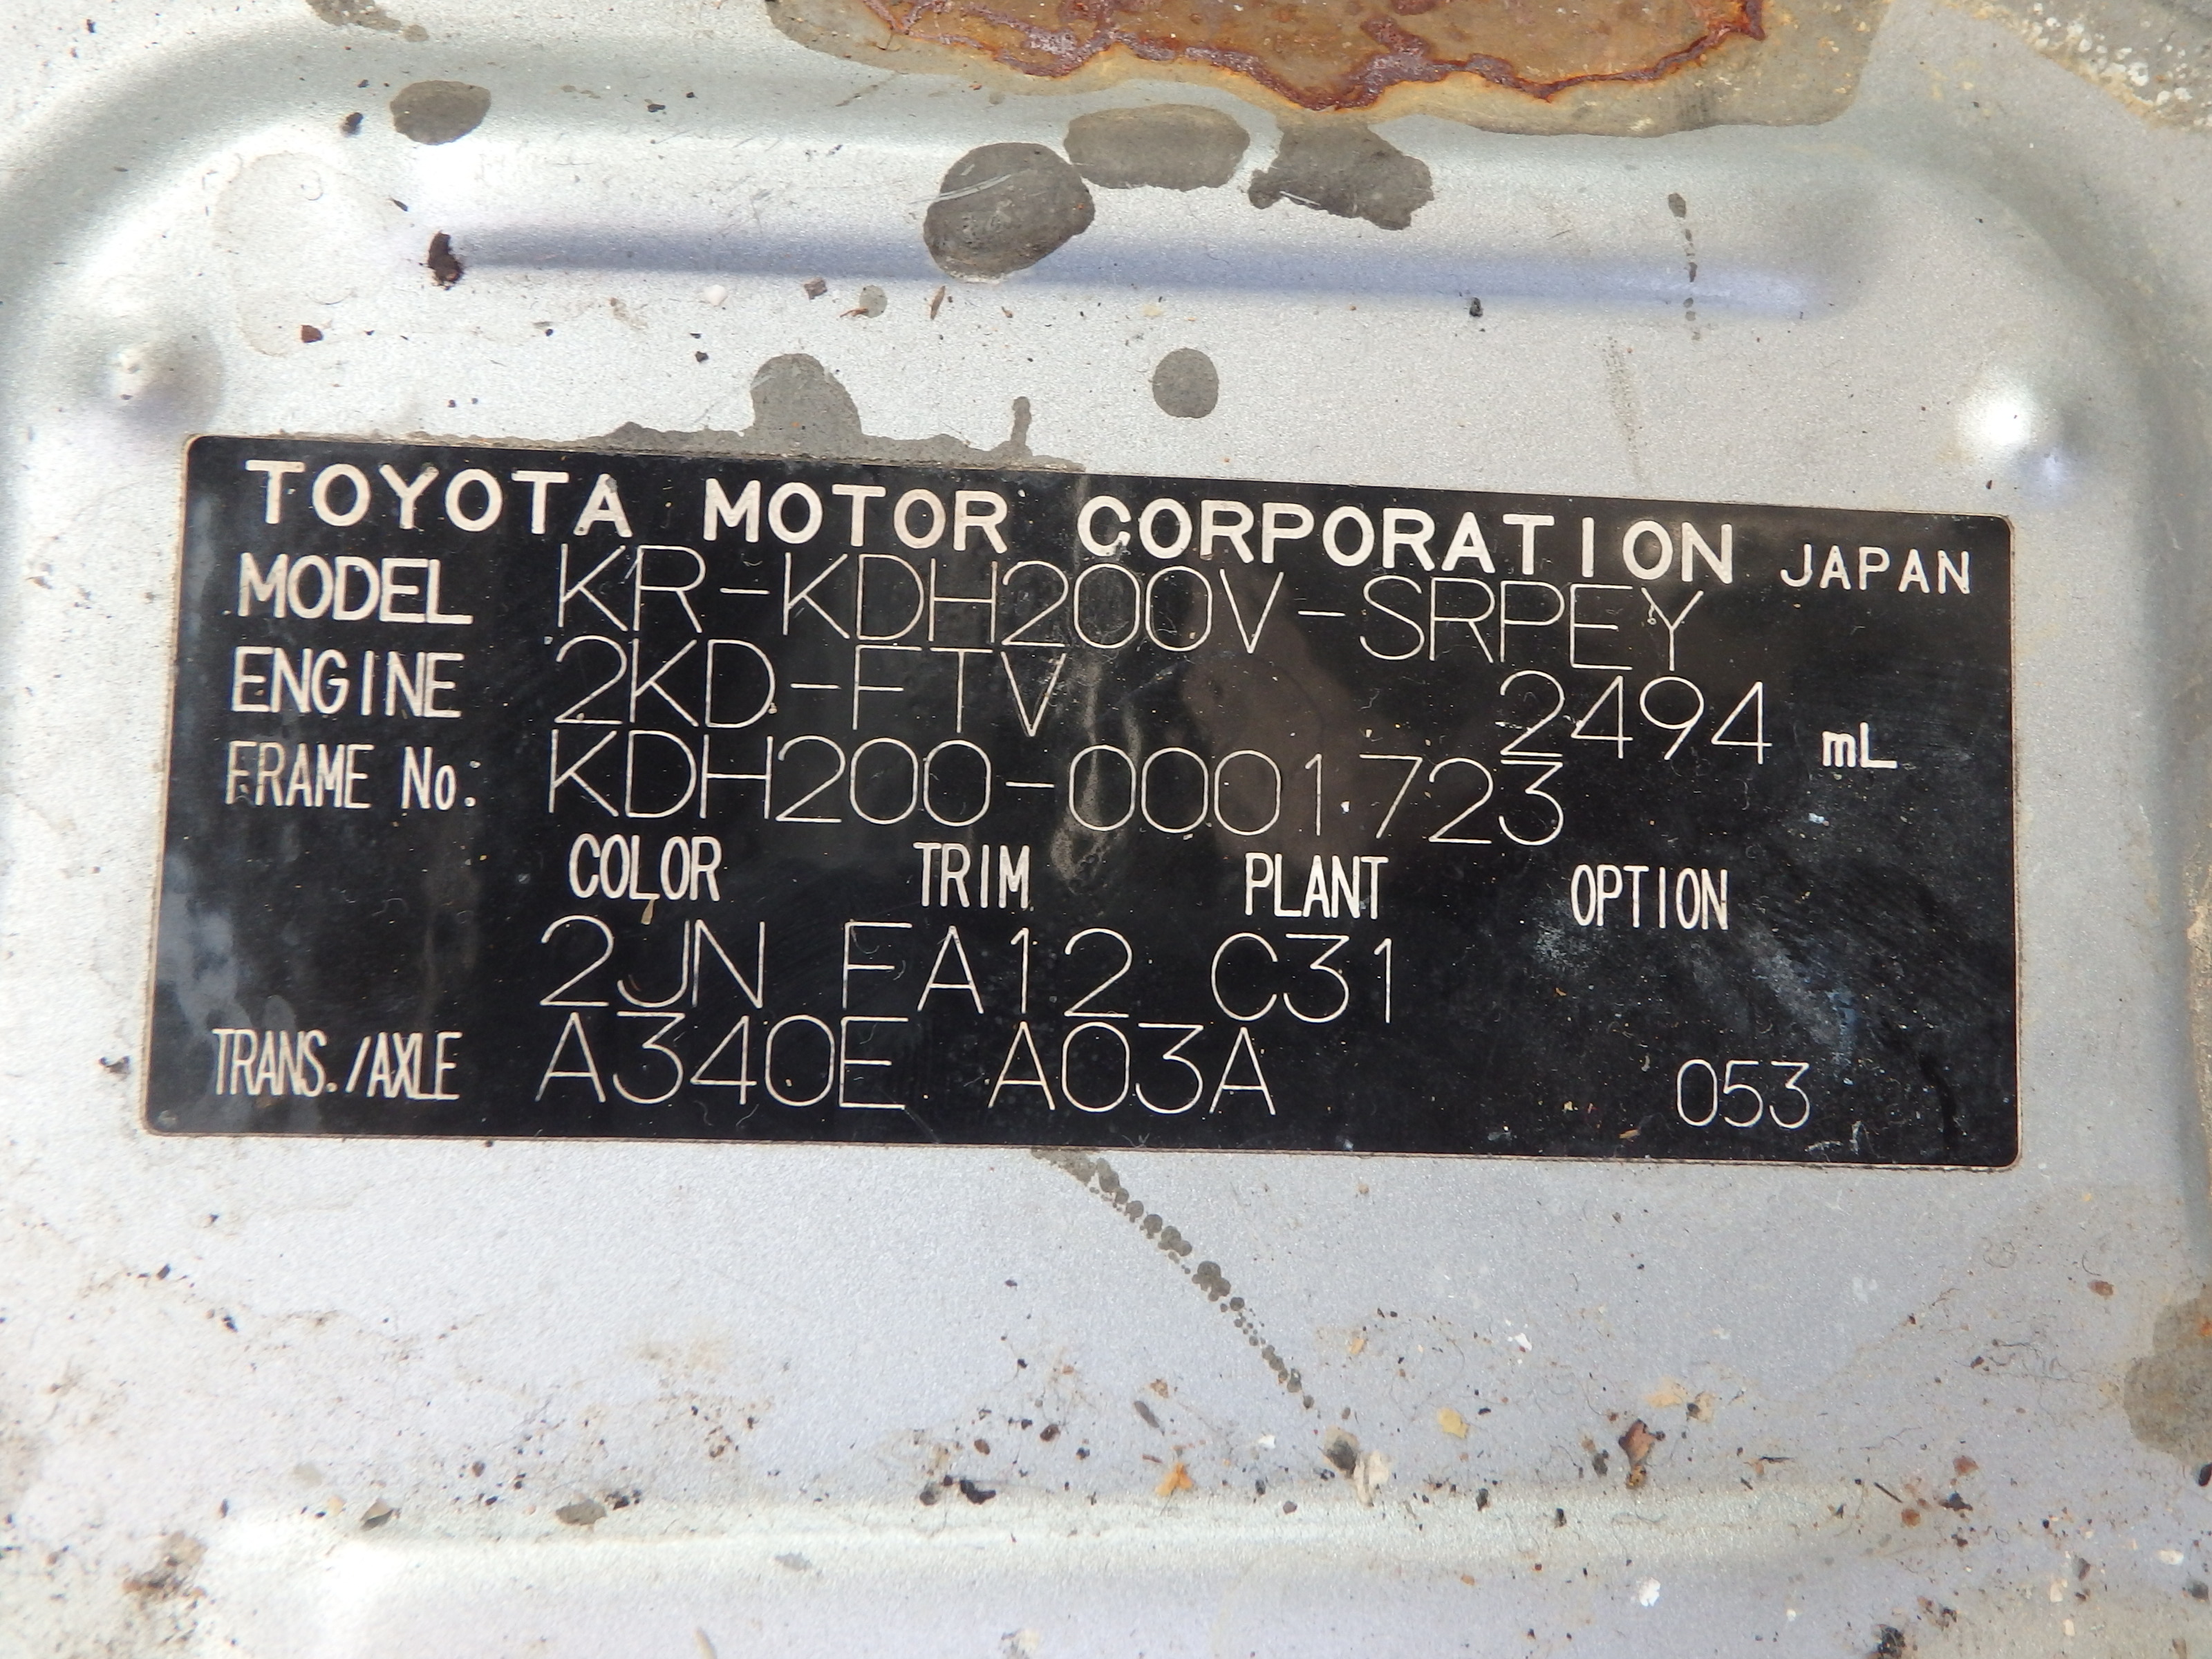 TOYOTA MOTOR CORPORATION JAPAN
MODEL KR-KDH200V-SRPEY
ENGINE 2KD-FTV 2494 mL
FRAME No. KDH200-0001723
COLOR TRIM PLANT OPTION
2JN FA12 C31
TRANS./AXLE A340E A03A 053